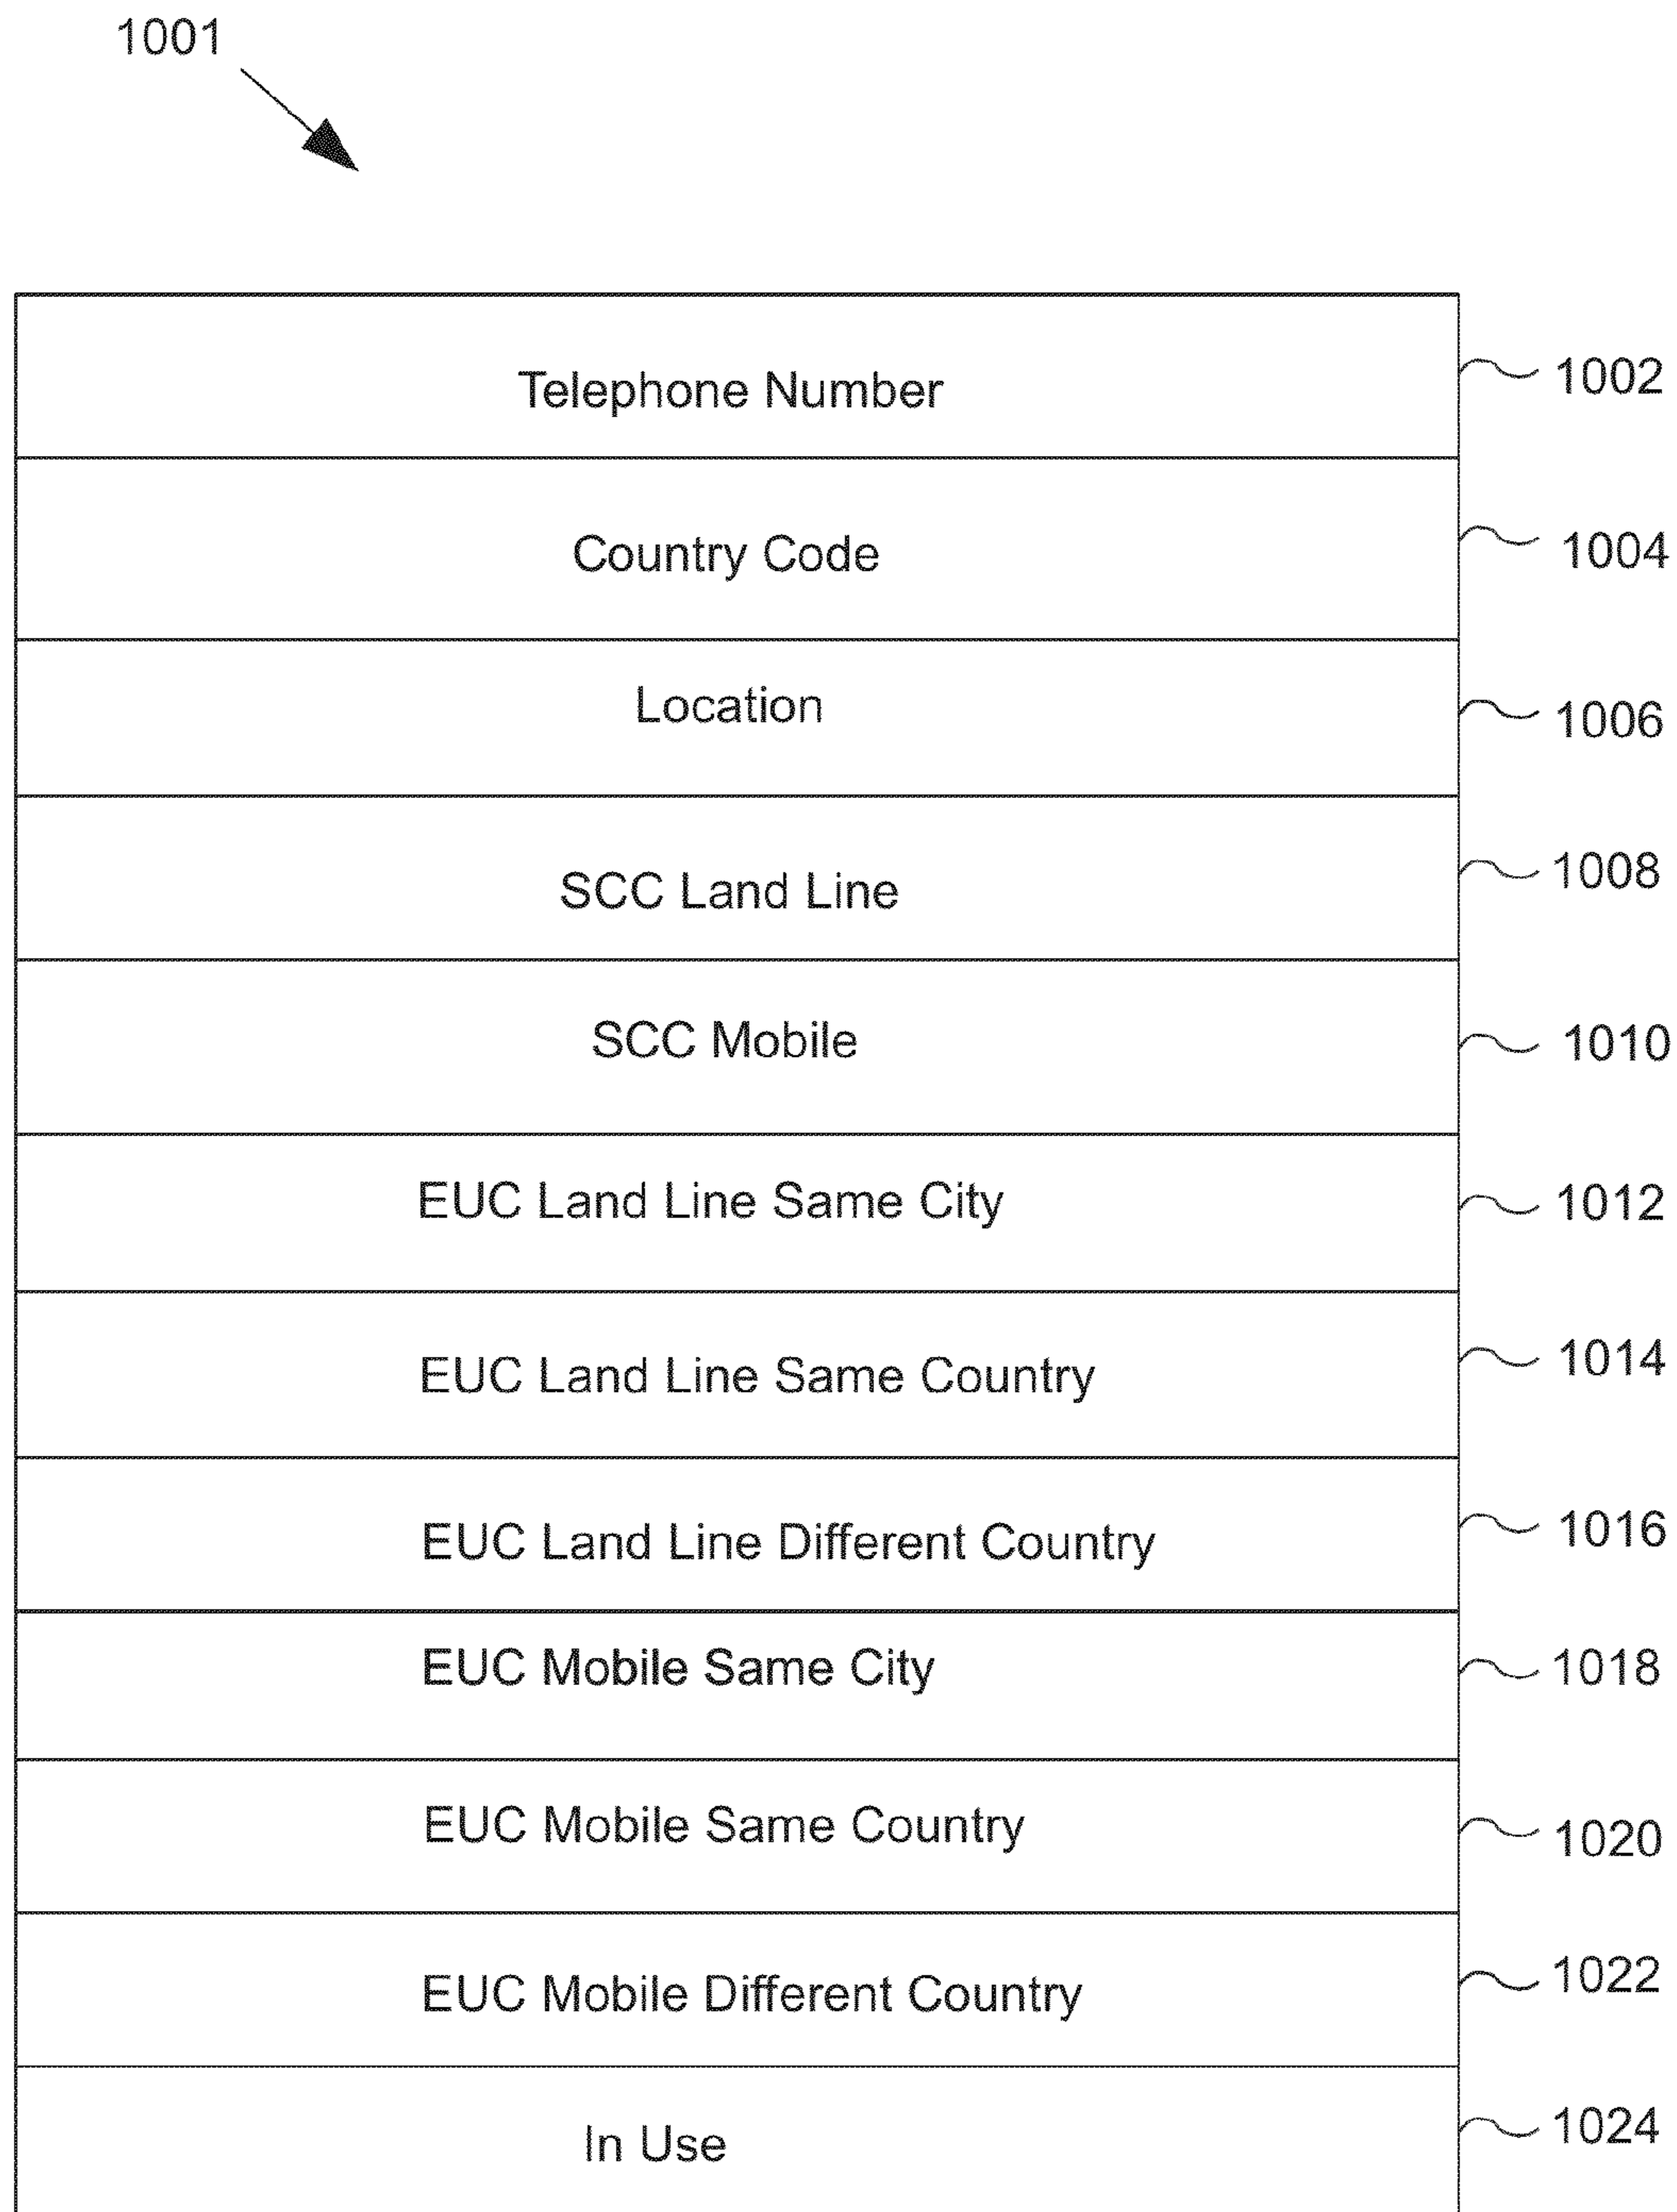 1001
Telephone Number 1002
Country Code 1004
Location 1006
SCC Land Line 1008
SCC Mobile 1010
EUC Land Line Same City 1012
EUC Land Line Same Country 1014
EUC Land Line Different Country 1016
EUC Mobile Same City 1018
EUC Mobile Same Country 1020
EUC Mobile Different Country 1022
In Use 1024